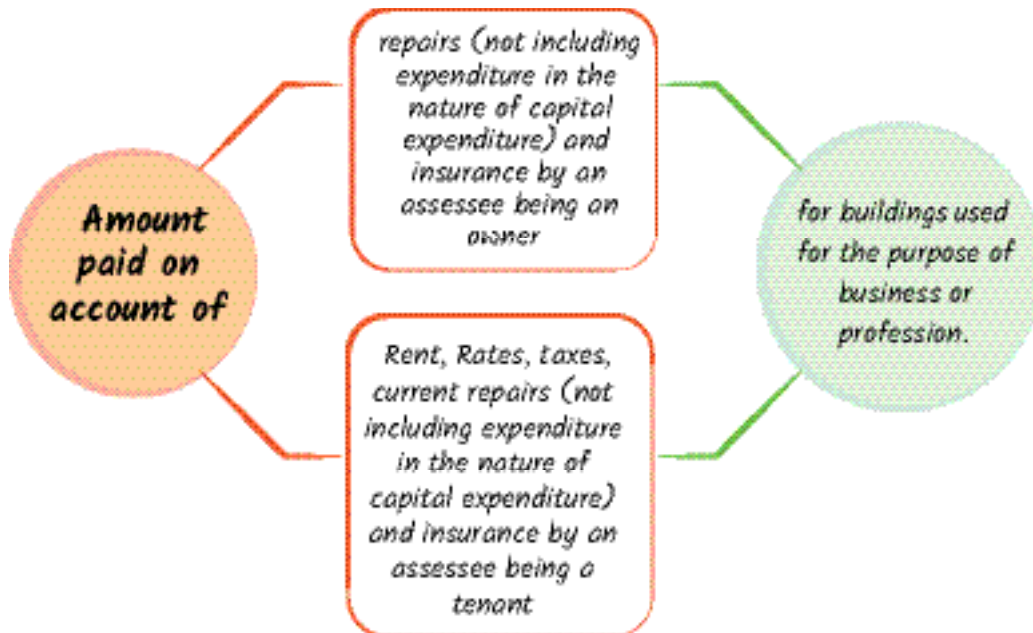 Amount
paid on
account of
repairs (not including
expenditure in the
nature of capital
expenditure) and
insurance by an
assessee being an
owner
Rent, Rates, taxes,
current repairs (not
including expenditure
in the nature of
capital expenditure)
and insurance by an
assessee being a
tenant
for buildings used
for the purpose of
business or
profession.